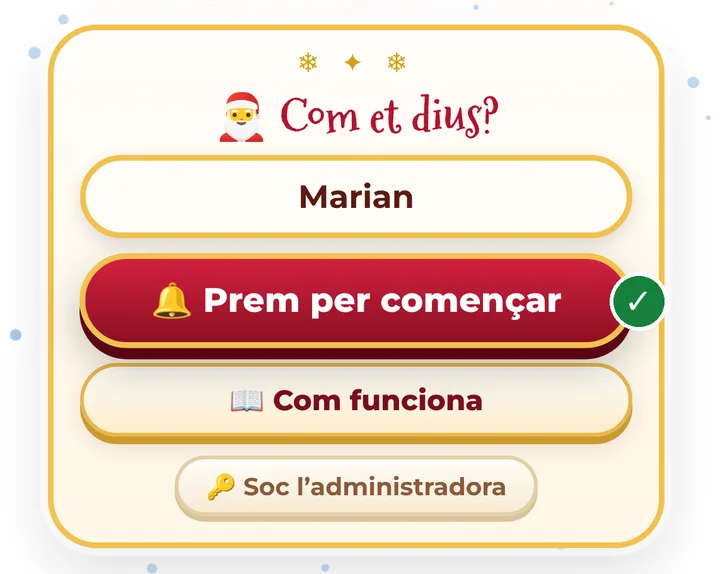 Com et dius?
Marian
Prem per començar
✓
Com funciona
Soc l’administradora